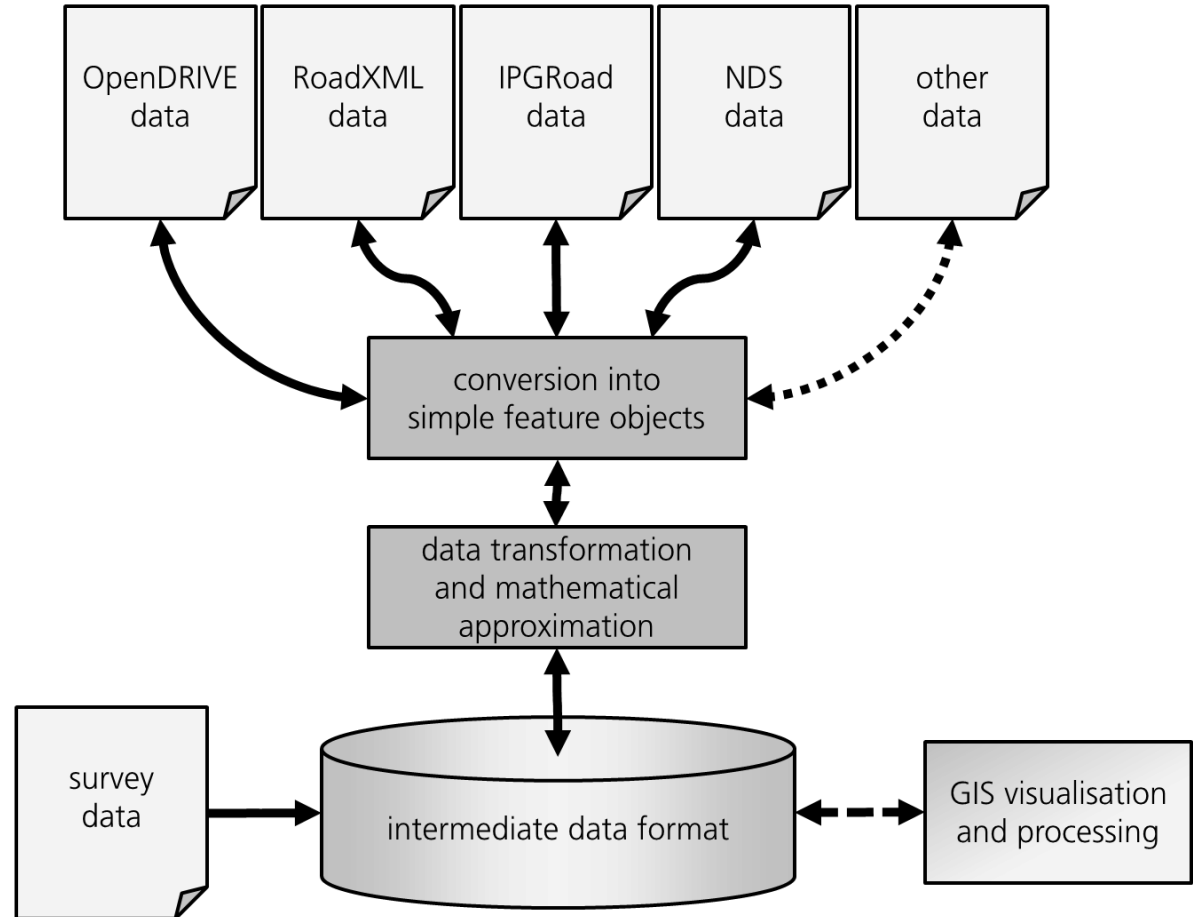 OpenDRIVE
data
RoadXML
data
IPGRoad
data
NDS
data
other
data
conversion into
simple feature objects
data transformation
and mathematical
approximation
survey
data
intermediate data format
GIS visualisation
and processing